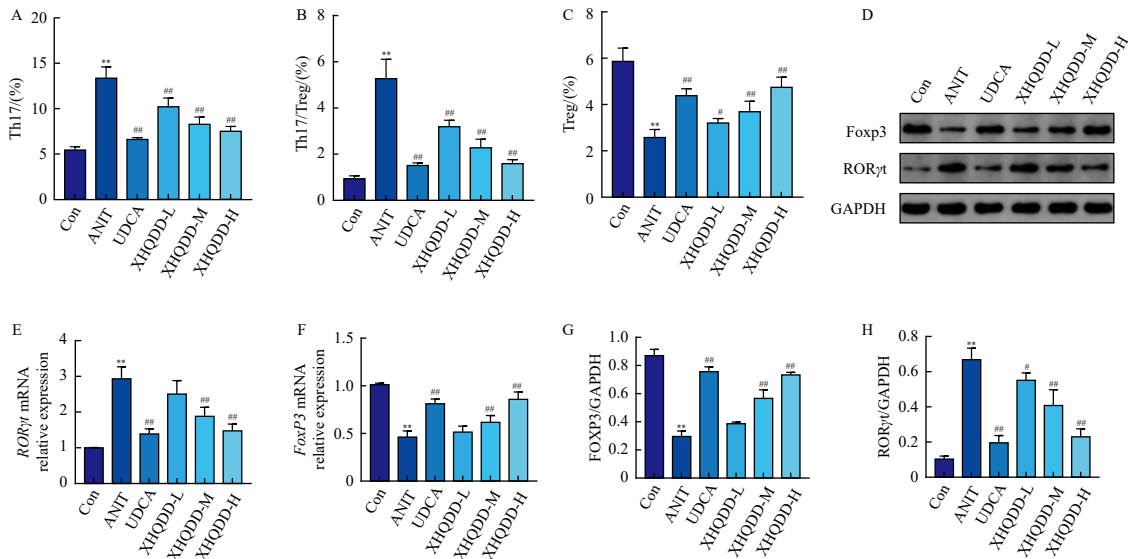 A
Th17/(%)
20
15
10
5
0
**
##
##
##
##
Con
ANIT
UDCA
XHQDD-L
XHQDD-M
XHQDD-H
B
Th17/Treg/(%)
8
6
4
2
0
**
##
##
##
##
Con
ANIT
UDCA
XHQDD-L
XHQDD-M
XHQDD-H
C
Treg/(%)
8
6
4
2
0
**
##
#
##
##
Con
ANIT
UDCA
XHQDD-L
XHQDD-M
XHQDD-H
D
Con
ANIT
UDCA
XHQDD-L
XHQDD-M
XHQDD-H
Foxp3
RORγt
GAPDH
E
RORγt mRNA
relative expression
4
3
2
1
0
**
##
##
##
Con
ANIT
UDCA
XHQDD-L
XHQDD-M
XHQDD-H
F
FoxP3 mRNA
relative expression
1.5
1.0
0.5
0
**
##
##
##
Con
ANIT
UDCA
XHQDD-L
XHQDD-M
XHQDD-H
G
FOXP3/GAPDH
1.0
0.8
0.6
0.4
0.2
0
**
##
##
##
Con
ANIT
UDCA
XHQDD-L
XHQDD-M
XHQDD-H
H
RORγt/GAPDH
0.8
0.6
0.4
0.2
0
**
##
#
##
##
Con
ANIT
UDCA
XHQDD-L
XHQDD-M
XHQDD-H